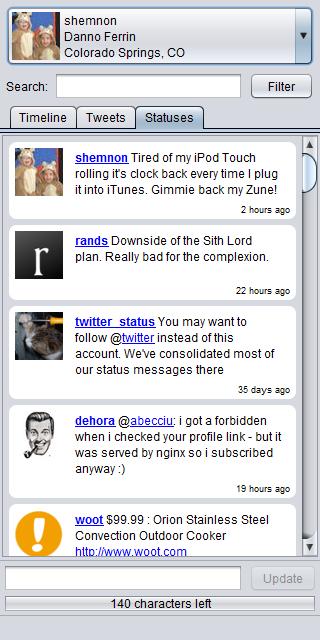 shemnon
Danno Ferrin
Colorado Springs, CO
Search:
Filter
Timeline
Tweets
Statuses
shemnon Tired of my iPod Touch
rolling it's clock back every time I plug
it into iTunes. Gimmie back my Zune!
2 hours ago
r
rands Downside of the Sith Lord
plan. Really bad for the complexion.
22 hours ago
twitter_status You may want to
follow @twitter instead of this
account. We've consolidated most of
our status messages there
35 days ago
dehora @abecciu: i got a forbidden
when i checked your profile link - but it
was served by nginx so i subscribed
anyway :)
19 hours ago
!
woot $99.99 : Orion Stainless Steel
Convection Outdoor Cooker
http://www.woot.com
Update
140 characters left